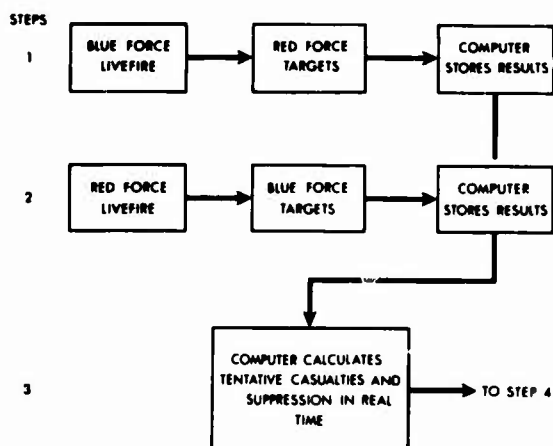 STEPS
1
BLUE FORCE
LIVEFIRE
RED FORCE
TARGETS
COMPUTER
STORES RESULTS
2
RED FORCE
LIVEFIRE
BLUE FORCE
TARGETS
COMPUTER
STORES RESULTS
3
COMPUTER CALCULATES
TENTATIVE CASUALTIES AND
SUPPRESSION IN REAL
TIME
TO STEP 4